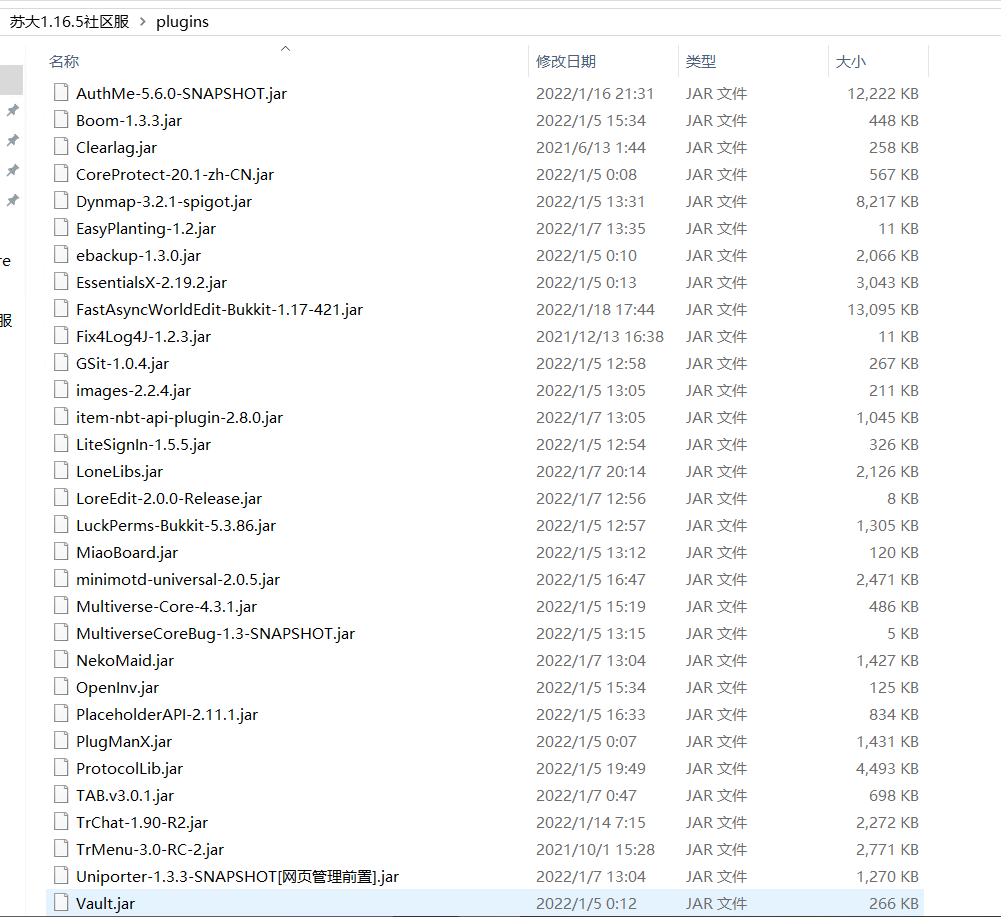 苏大1.16.5社区服 › plugins
名称 修改日期 类型 大小
AuthMe-5.6.0-SNAPSHOT.jar 2022/1/16 21:31 JAR 文件 12,222 KB
Boom-1.3.3.jar 2022/1/5 15:34 JAR 文件 448 KB
Clearlag.jar 2021/6/13 1:44 JAR 文件 258 KB
CoreProtect-20.1-zh-CN.jar 2022/1/5 0:08 JAR 文件 567 KB
Dynmap-3.2.1-spigot.jar 2022/1/5 13:31 JAR 文件 8,217 KB
EasyPlanting-1.2.jar 2022/1/7 13:35 JAR 文件 11 KB
re ebackup-1.3.0.jar 2022/1/5 0:10 JAR 文件 2,066 KB
EssentialsX-2.19.2.jar 2022/1/5 0:13 JAR 文件 3,043 KB
FastAsyncWorldEdit-Bukkit-1.17-421.jar 2022/1/18 17:44 JAR 文件 13,095 KB
服
Fix4Log4J-1.2.3.jar 2021/12/13 16:38 JAR 文件 11 KB
GSit-1.0.4.jar 2022/1/5 12:58 JAR 文件 267 KB
images-2.2.4.jar 2022/1/5 13:05 JAR 文件 211 KB
item-nbt-api-plugin-2.8.0.jar 2022/1/7 13:05 JAR 文件 1,045 KB
LiteSignIn-1.5.5.jar 2022/1/5 12:54 JAR 文件 326 KB
LoneLibs.jar 2022/1/7 20:14 JAR 文件 2,126 KB
LoreEdit-2.0.0-Release.jar 2022/1/7 12:56 JAR 文件 8 KB
LuckPerms-Bukkit-5.3.86.jar 2022/1/5 12:57 JAR 文件 1,305 KB
MiaoBoard.jar 2022/1/5 13:12 JAR 文件 120 KB
minimotd-universal-2.0.5.jar 2022/1/5 16:47 JAR 文件 2,471 KB
Multiverse-Core-4.3.1.jar 2022/1/5 15:19 JAR 文件 486 KB
MultiverseCoreBug-1.3-SNAPSHOT.jar 2022/1/5 13:15 JAR 文件 5 KB
NekoMaid.jar 2022/1/7 13:04 JAR 文件 1,427 KB
OpenInv.jar 2022/1/5 15:34 JAR 文件 125 KB
PlaceholderAPI-2.11.1.jar 2022/1/5 16:33 JAR 文件 834 KB
PlugManX.jar 2022/1/5 0:07 JAR 文件 1,431 KB
ProtocolLib.jar 2022/1/5 19:49 JAR 文件 4,493 KB
TAB.v3.0.1.jar 2022/1/7 0:47 JAR 文件 698 KB
TrChat-1.90-R2.jar 2022/1/14 7:15 JAR 文件 2,272 KB
TrMenu-3.0-RC-2.jar 2021/10/1 15:28 JAR 文件 2,771 KB
Uniporter-1.3.3-SNAPSHOT[网页管理前置].jar 2022/1/7 13:04 JAR 文件 1,270 KB
Vault.jar 2022/1/5 0:12 JAR 文件 266 KB